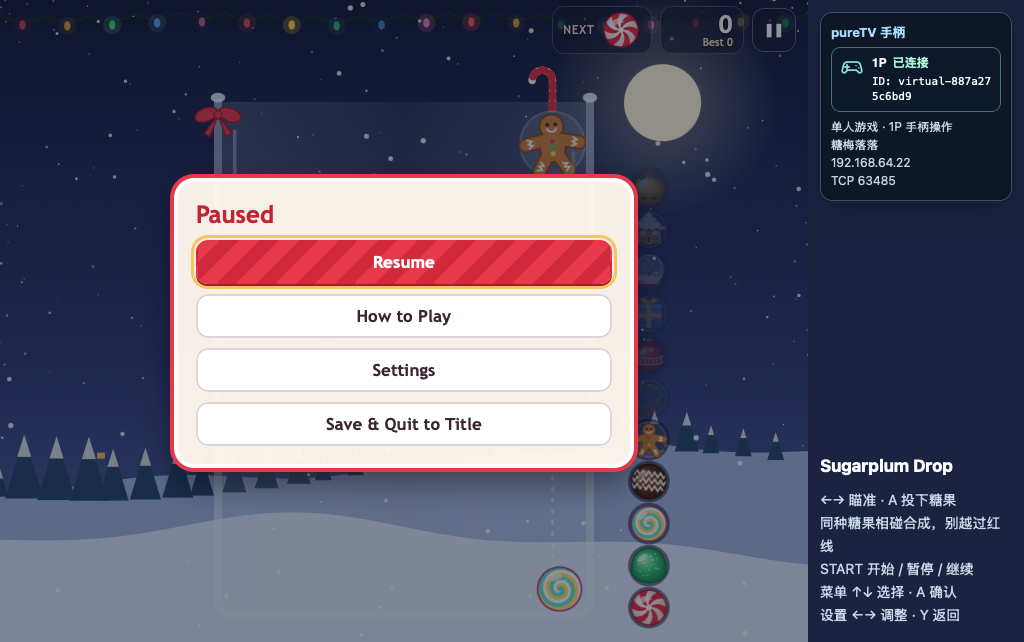 NEXT
0
Best 0
Paused
Resume
How to Play
Settings
Save & Quit to Title
pureTV 手柄
1P 已连接
ID: virtual-887a27
5c6bd9
单人游戏 · 1P 手柄操作
糖梅落落
192.168.64.22
TCP 63485
Sugarplum Drop
←→ 瞄准 · A 投下糖果
同种糖果相碰合成，别越过红
线
START 开始 / 暂停 / 继续
菜单 ↑↓ 选择 · A 确认
设置 ←→ 调整 · Y 返回